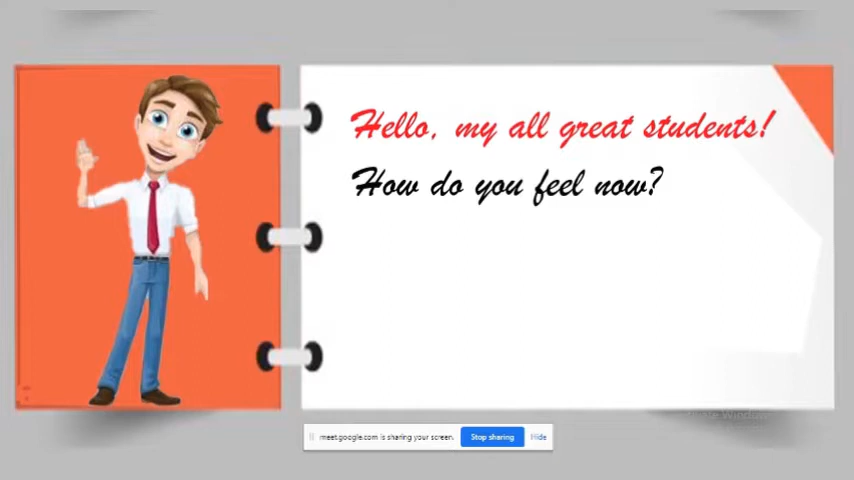 Hello, my all great students!
How do you feel now?
meet.google.com is sharing your screen. Stop sharing Hide